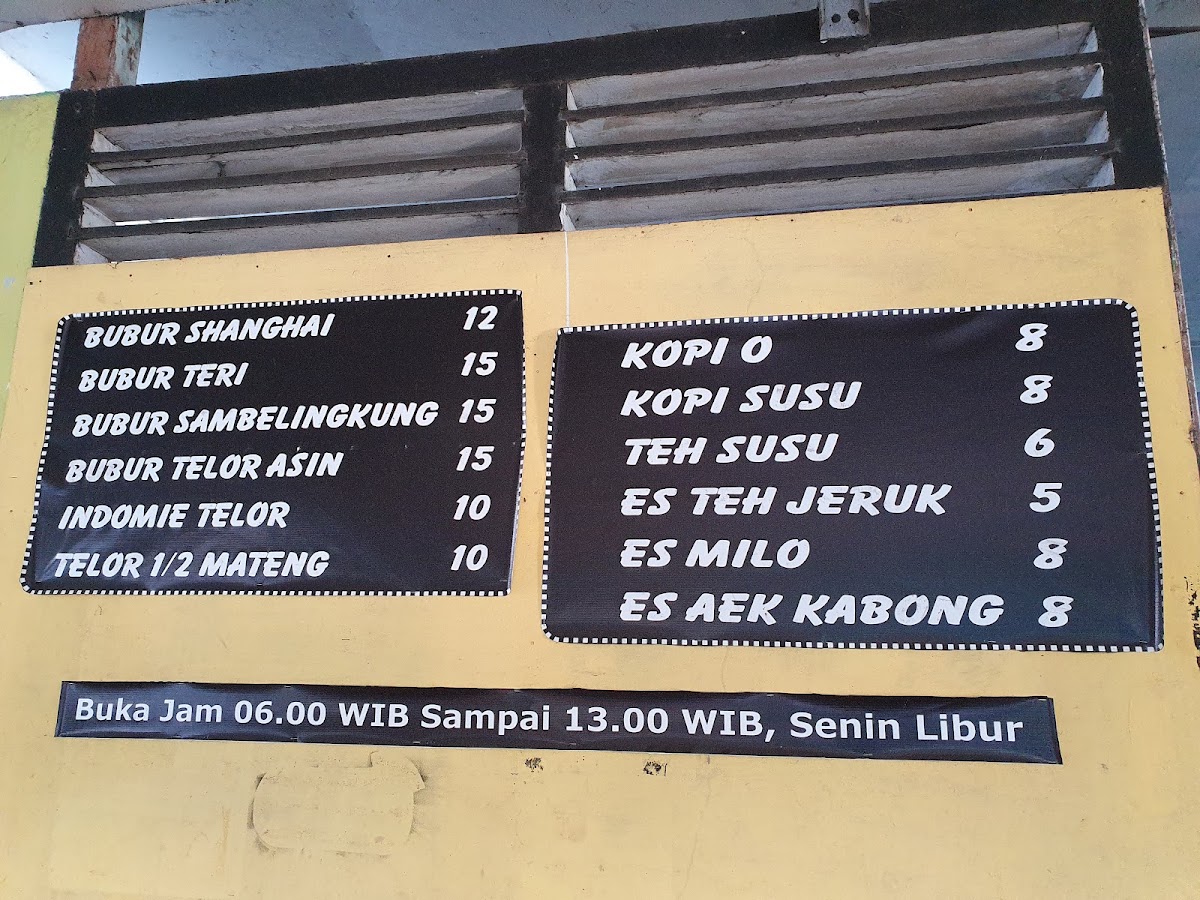 BUBUR SHANGHAI 12
BUBUR TERI 15
BUBUR SAMBELINGKUNG 15
BUBUR TELOR ASIN 15
INDOMIE TELOR 10
TELOR 1/2 MATENG 10
KOPI O 8
KOPI SUSU 8
TEH SUSU 6
ES TEH JERUK 5
ES MILO 8
ES AEK KABONG 8
Buka Jam 06.00 WIB Sampai 13.00 WIB, Senin Libur